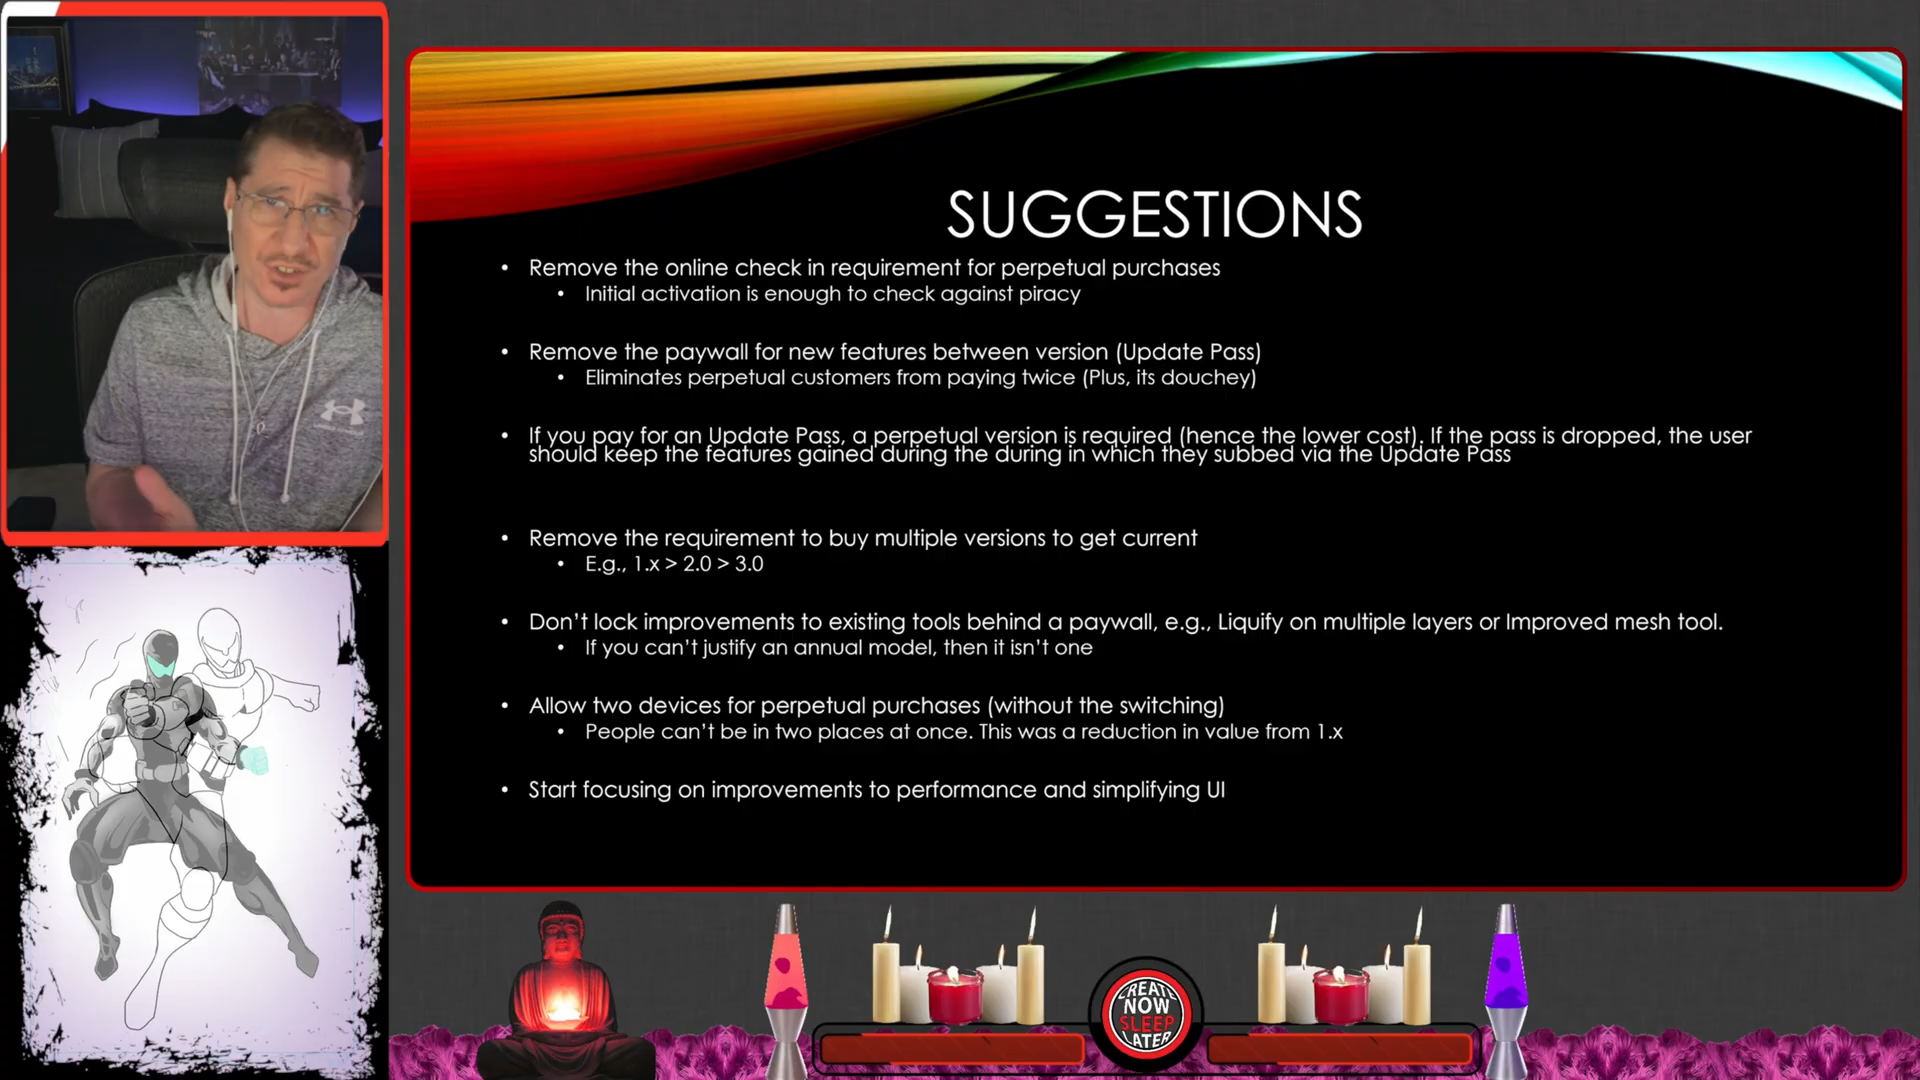 SUGGESTIONS
• Remove the online check in requirement for perpetual purchases
• Initial activation is enough to check against piracy
• Remove the paywall for new features between version (Update Pass)
• Eliminates perpetual customers from paying twice (Plus, its douchey)
• If you pay for an Update Pass, a perpetual version is required (hence the lower cost). If the pass is dropped, the user
should keep the features gained during the during in which they subbed via the Update Pass
• Remove the requirement to buy multiple versions to get current
• E.g., 1.x > 2.0 > 3.0
• Don't lock improvements to existing tools behind a paywall, e.g., Liquify on multiple layers or Improved mesh tool.
• If you can't justify an annual model, then it isn't one
• Allow two devices for perpetual purchases (without the switching)
• People can't be in two places at once. This was a reduction in value from 1.x
• Start focusing on improvements to performance and simplifying UI
CREATE
NOW
SLEEP
LATER